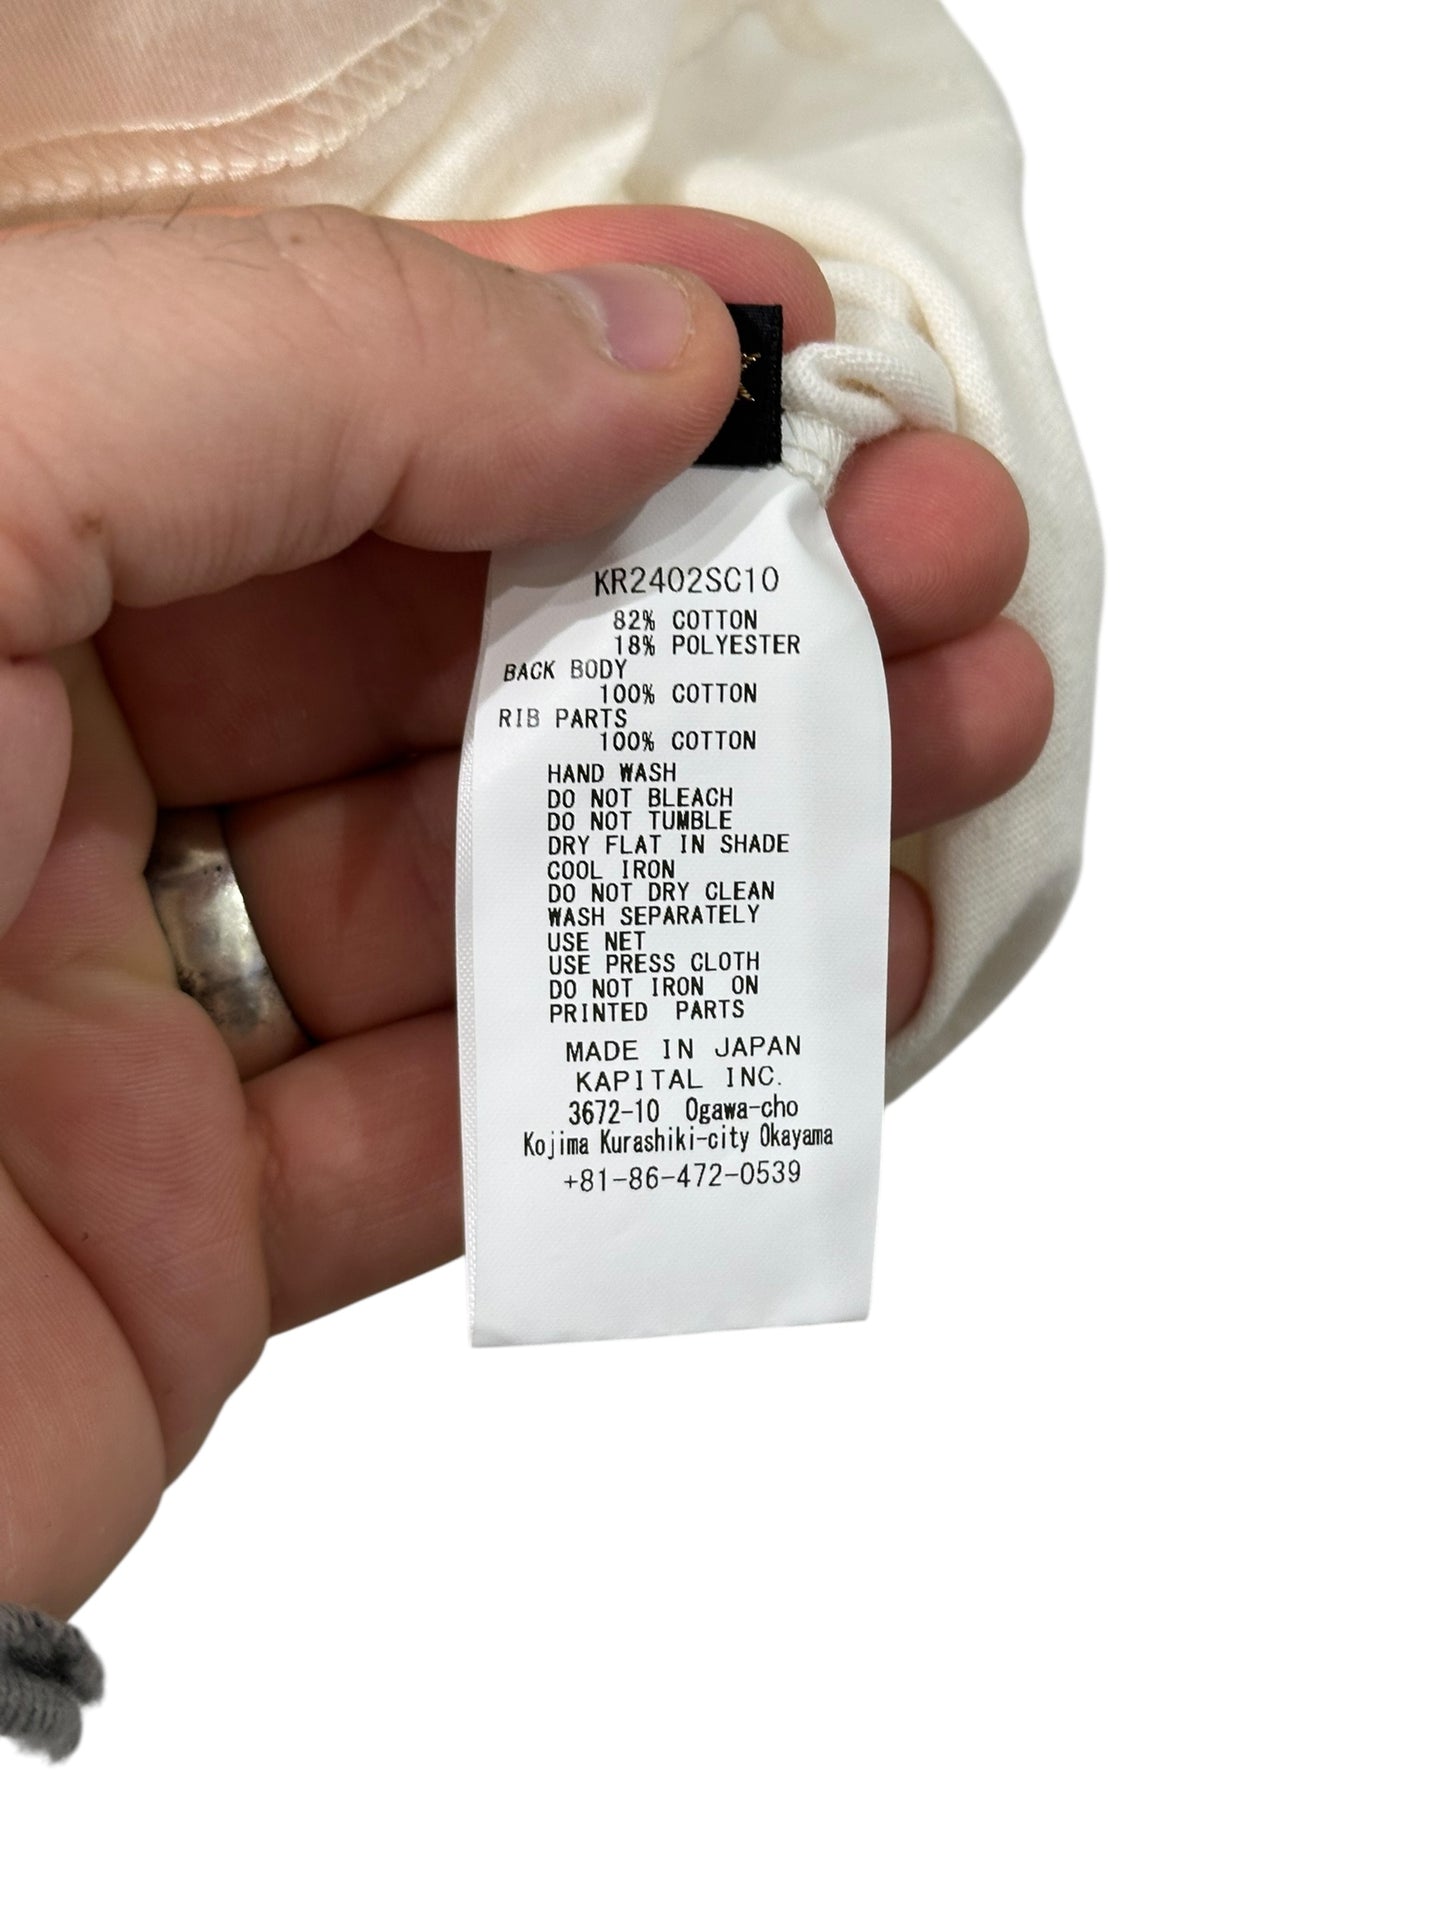 KR2402SC10
82% COTTON
18% POLYESTER
BACK BODY
100% COTTON
RIB PARTS
100% COTTON
HAND WASH
DO NOT BLEACH
DO NOT TUMBLE
DRY FLAT IN SHADE
COOL IRON
DO NOT DRY CLEAN
WASH SEPARATELY
USE NET
USE PRESS CLOTH
DO NOT IRON ON
PRINTED PARTS
MADE IN JAPAN
KAPITAL INC.
3672-10 Ogawa-cho
Kojima Kurashiki-city Okayama
+81-86-472-0539